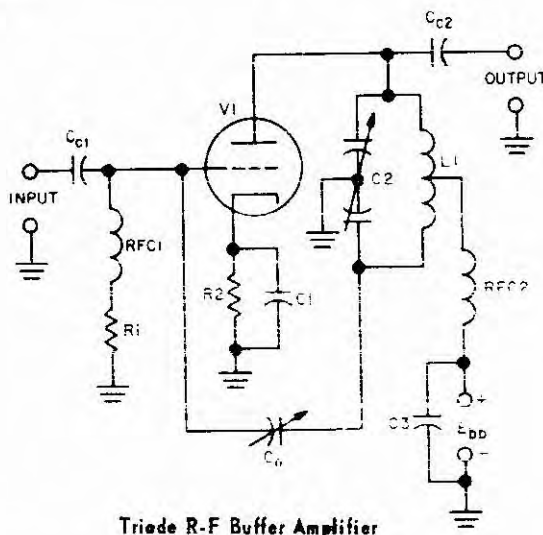 CC2
OUTPUT
V1
CC1
L1
C2
INPUT
RFC1
RFC2
R2
C1
R1
+
C3
Ebb
-
Cn
Triode R-F Buffer Amplifier